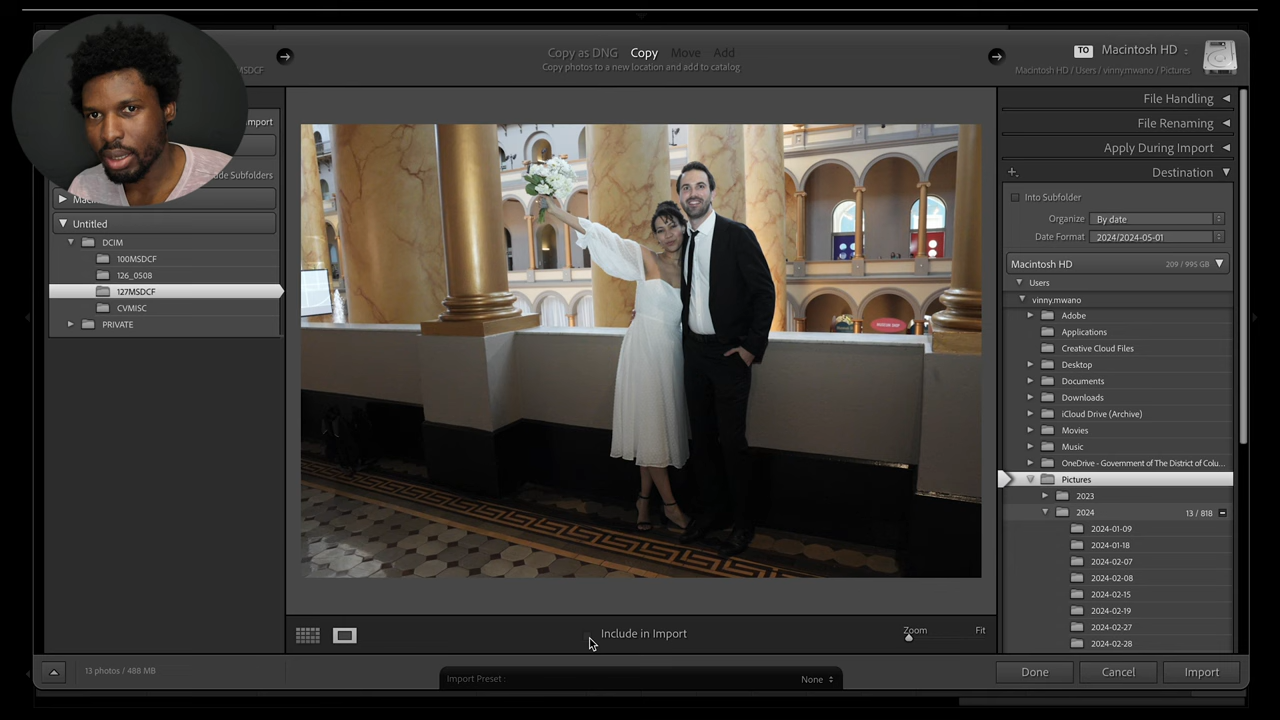 Copy as DNG Copy Move Add
Copy photos to a new location and add to catalog
MSDCF
TO Macintosh HD
Macintosh HD / Users / vinny.mwano / Pictures
File Handling
File Renaming
Apply During Import
Destination
Into Subfolder
Organize By date
Date Format 2024/2024-05-01
Macintosh HD 209 / 995 GB
Users
vinny.mwano
Adobe
Applications
Creative Cloud Files
Desktop
Documents
Downloads
iCloud Drive (Archive)
Movies
Music
OneDrive - Government of The District of Colu...
Pictures
2023
2024 13 / 818
2024-01-09
2024-01-18
2024-02-07
2024-02-08
2024-02-15
2024-02-19
2024-02-27
2024-02-28
Untitled
DCIM
100MSDCF
126_0508
127MSDCF
CVMISC
PRIVATE
Include in Import
Zoom Fit
13 photos / 488 MB
Import Preset : None
Done Cancel Import